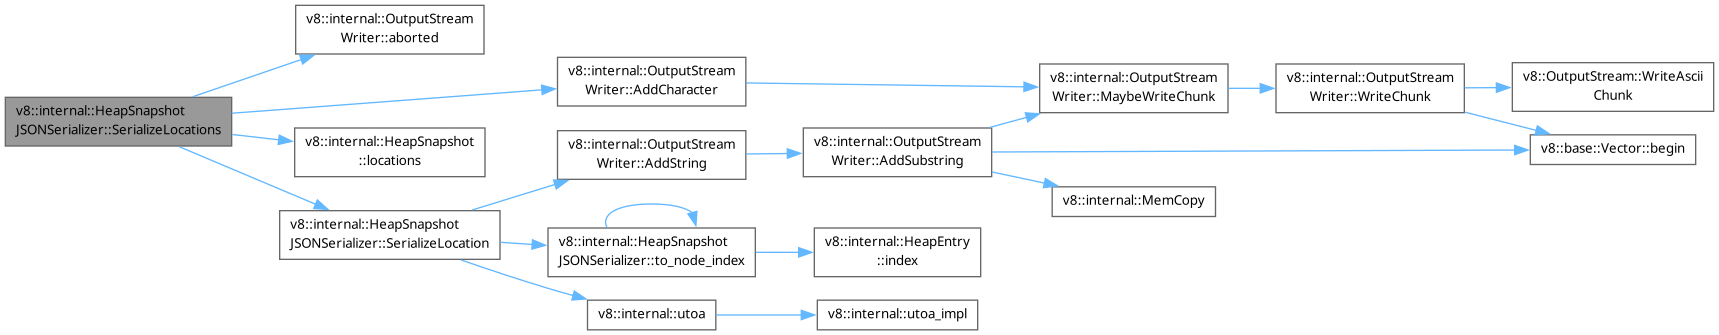 v8::internal::OutputStream
Writer::aborted
v8::internal::HeapSnapshot
JSONSerializer::SerializeLocations
v8::internal::OutputStream
Writer::AddCharacter
v8::internal::HeapSnapshot
::locations
v8::internal::HeapSnapshot
JSONSerializer::SerializeLocation
v8::internal::OutputStream
Writer::AddString
v8::internal::HeapSnapshot
JSONSerializer::to_node_index
v8::internal::utoa
v8::internal::OutputStream
Writer::AddSubstring
v8::internal::HeapEntry
::index
v8::internal::utoa_impl
v8::internal::OutputStream
Writer::MaybeWriteChunk
v8::internal::MemCopy
v8::internal::OutputStream
Writer::WriteChunk
v8::OutputStream::WriteAscii
Chunk
v8::base::Vector::begin